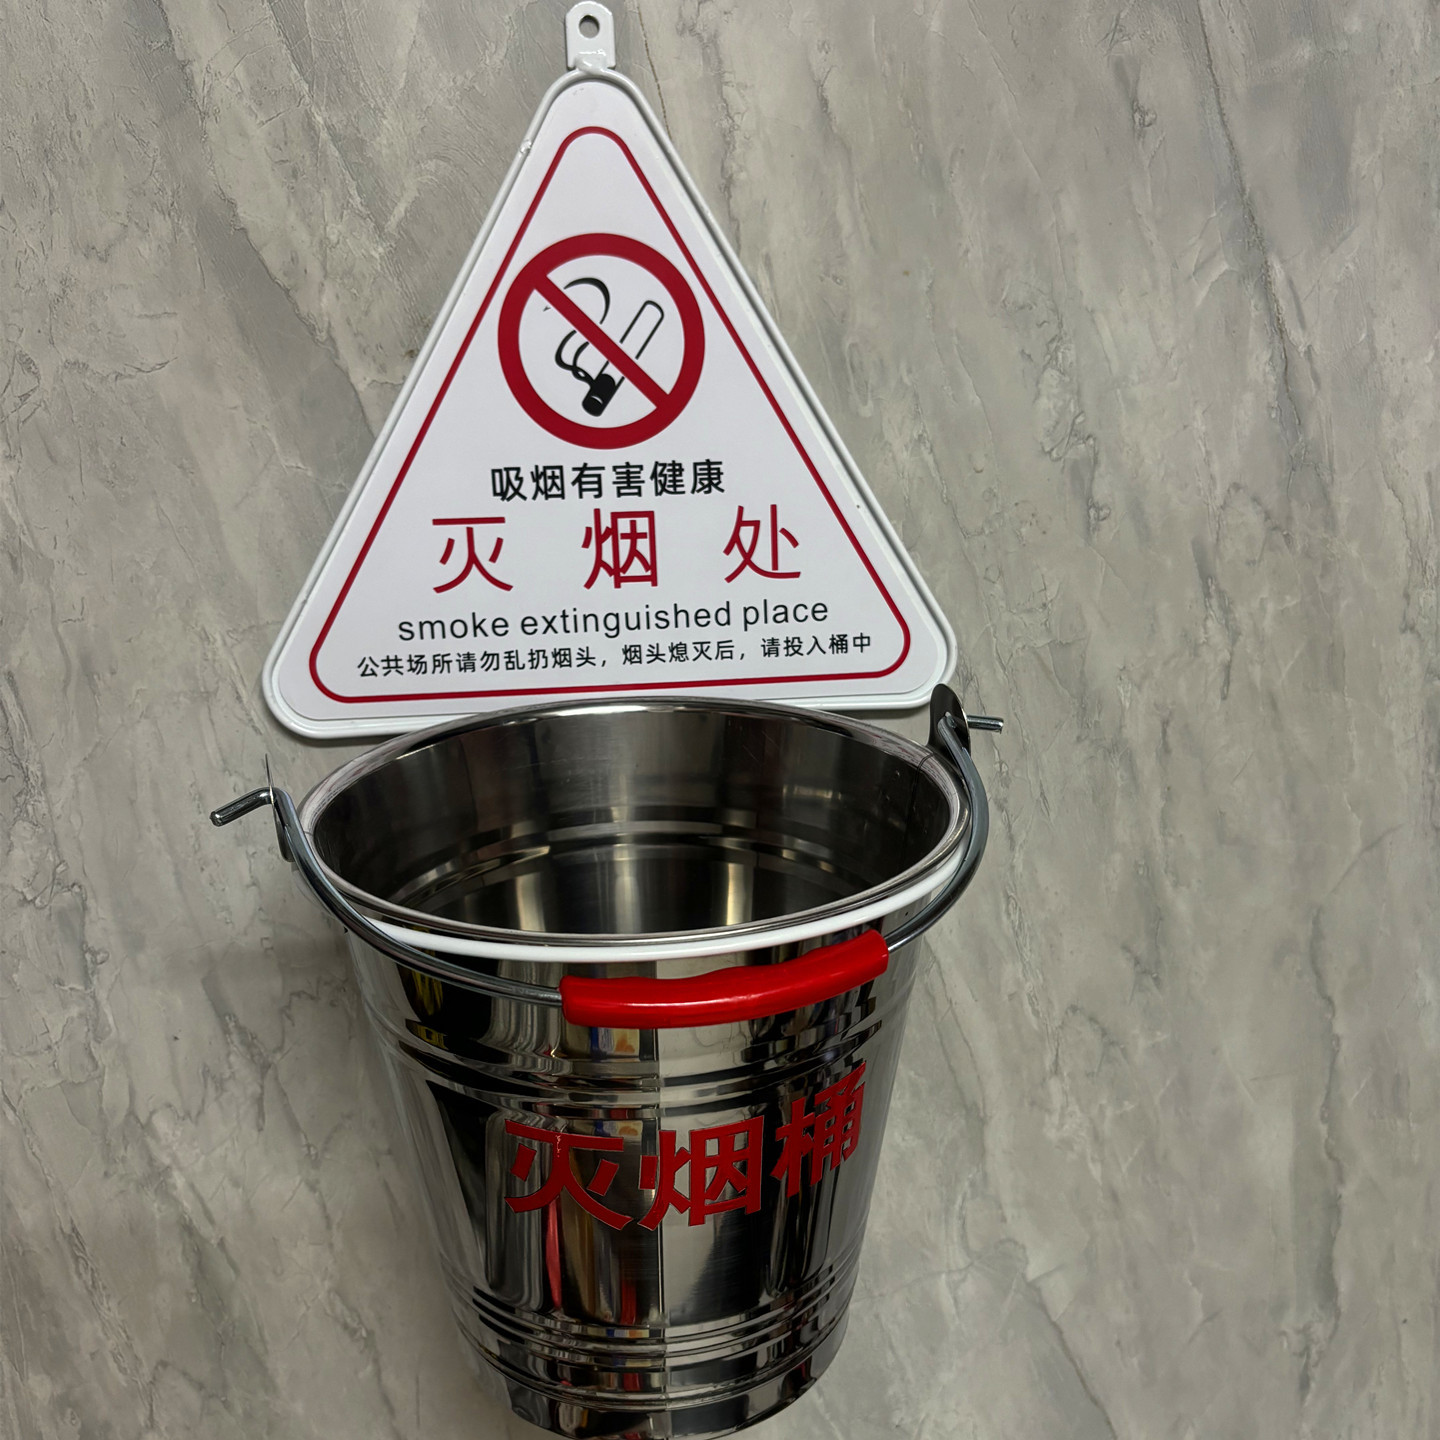 吸烟有害健康
灭烟处
smoke extinguished place
公共场所请勿乱扔烟头，烟头熄灭后，请投入桶中
灭烟桶